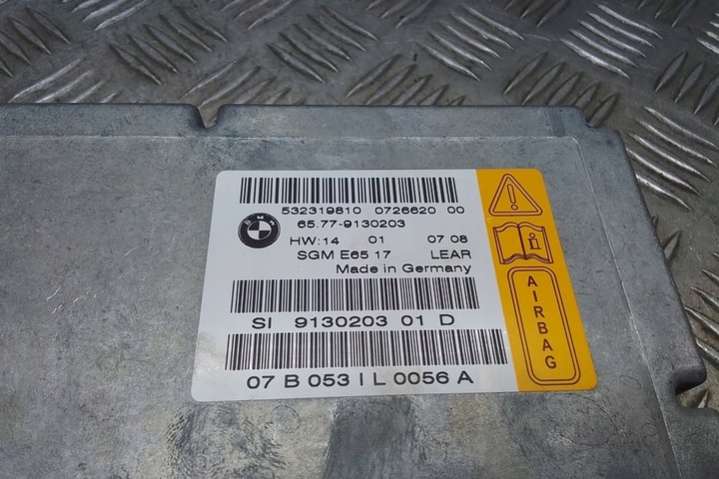 532319810 0726620 00
65.77-9130203
BMW
HW:14 01 07 08
SGM E65 17 LEAR
Made in Germany
SI 9130203 01 D
07 B 053 I L 0056 A
AIRBAG